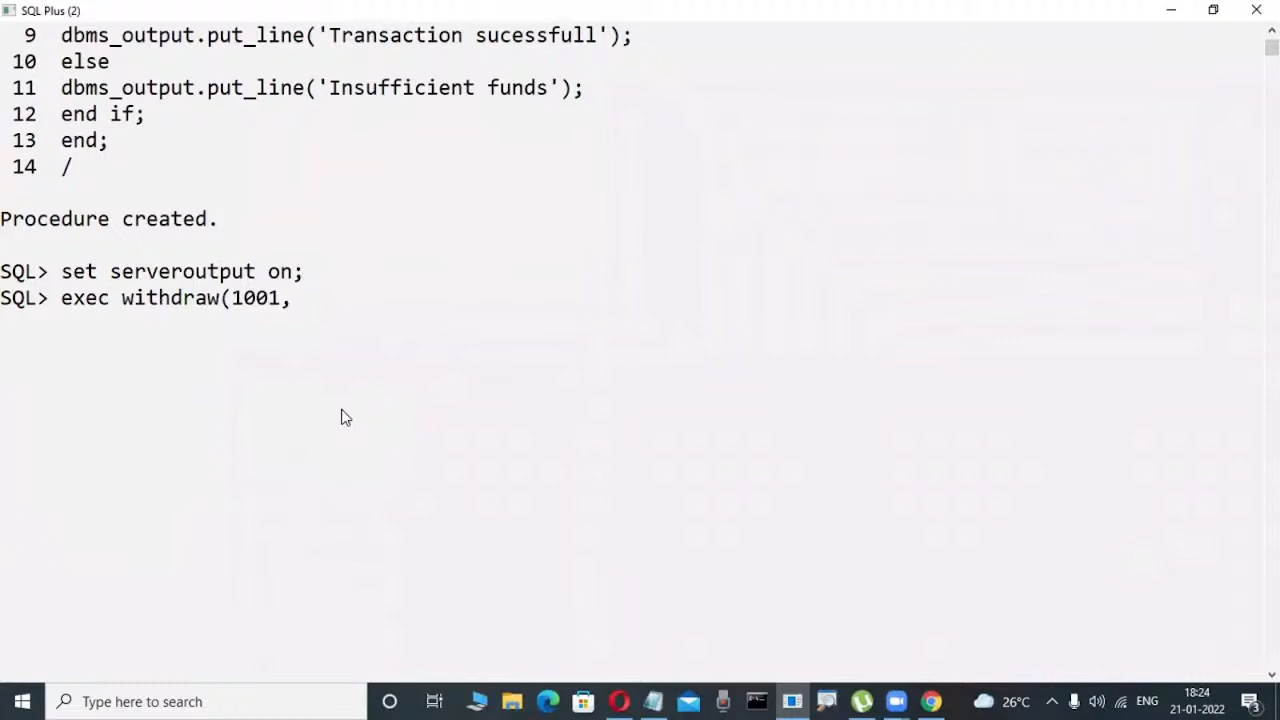 SQL Plus (2)
9 dbms_output.put_line('Transaction sucessfull');
10 else
11 dbms_output.put_line('Insufficient funds');
12 end if;
13 end;
14 /
Procedure created.
SQL> set serveroutput on;
SQL> exec withdraw(1001,
Type here to search
26°C
ENG
18:24
21-01-2022
3